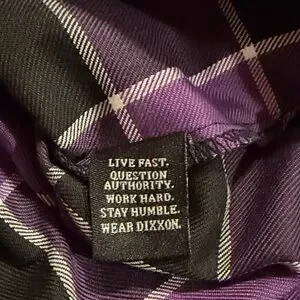 LIVE FAST.
QUESTION
AUTHORITY.
WORK HARD.
STAY HUMBLE.
WEAR DIXXON.